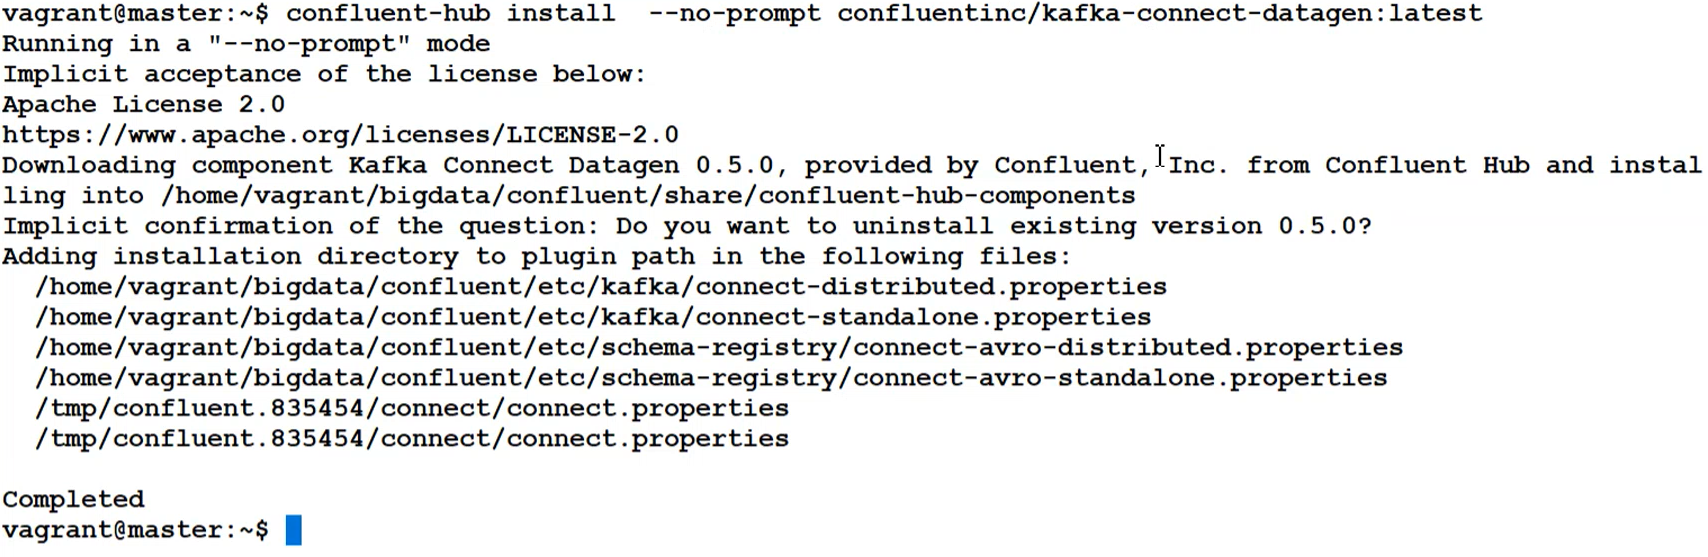 vagrant@master:~$ confluent-hub install  --no-prompt confluentinc/kafka-connect-datagen:latest
Running in a "--no-prompt" mode
Implicit acceptance of the license below:
Apache License 2.0
https://www.apache.org/licenses/LICENSE-2.0
Downloading component Kafka Connect Datagen 0.5.0, provided by Confluent, Inc. from Confluent Hub and instal
ling into /home/vagrant/bigdata/confluent/share/confluent-hub-components
Implicit confirmation of the question: Do you want to uninstall existing version 0.5.0?
Adding installation directory to plugin path in the following files:
  /home/vagrant/bigdata/confluent/etc/kafka/connect-distributed.properties
  /home/vagrant/bigdata/confluent/etc/kafka/connect-standalone.properties
  /home/vagrant/bigdata/confluent/etc/schema-registry/connect-avro-distributed.properties
  /home/vagrant/bigdata/confluent/etc/schema-registry/connect-avro-standalone.properties
  /tmp/confluent.835454/connect/connect.properties
  /tmp/confluent.835454/connect/connect.properties
Completed
vagrant@master:~$